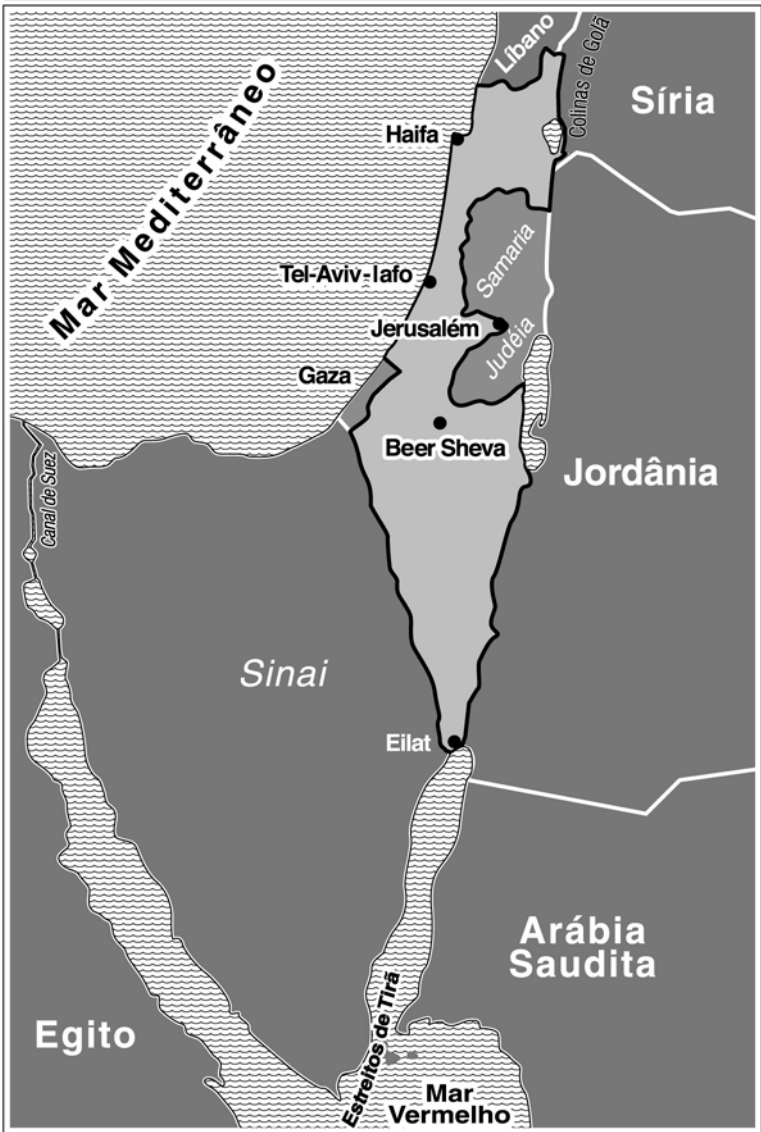 Líbano
Colinas de Golã
Síria
Mar Mediterrâneo
Haifa
Samaria
Tel-Aviv-Iafo
Jerusalém
Judéia
Gaza
Beer Sheva
Jordânia
Canal de Suez
Sinai
Eilat
Arábia
Saudita
Egito
Estreitos de Tirã
Mar
Vermelho